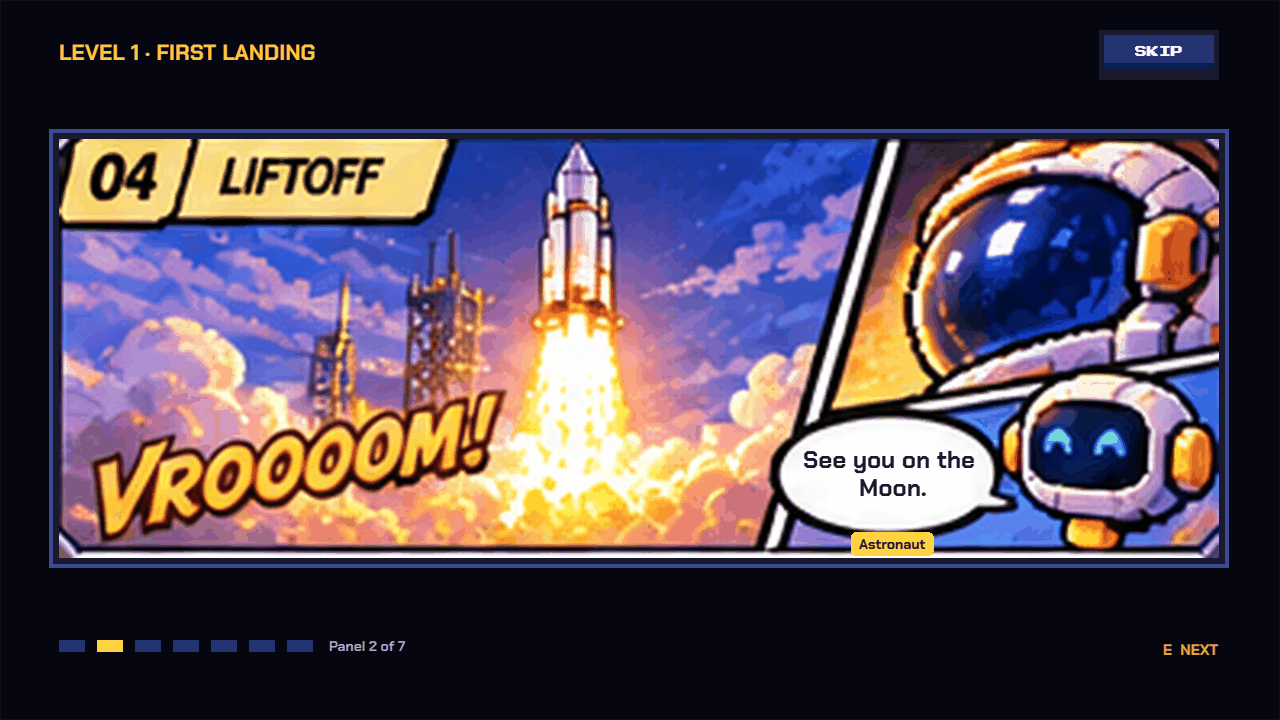 LEVEL 1 · FIRST LANDING
SKIP
04 LIFTOFF
VROOOOM!
See you on the
Moon.
Astronaut
Panel 2 of 7
E NEXT